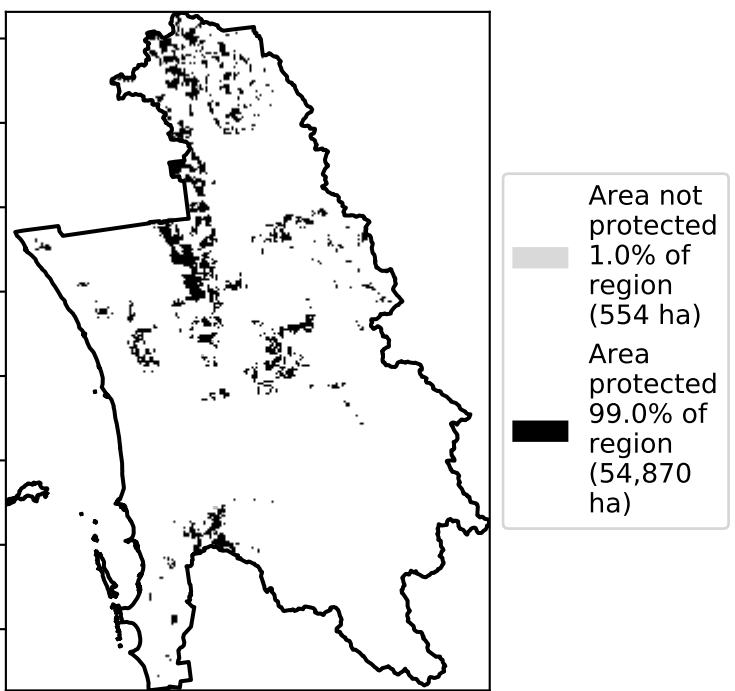 Area not
protected
1.0% of
region
(554 ha)
Area
protected
99.0% of
region
(54,870
ha)